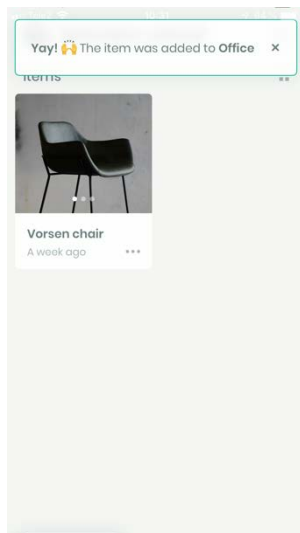 Yay! 🙌 The item was added to Office ×
Items
Vorsen chair
A week ago